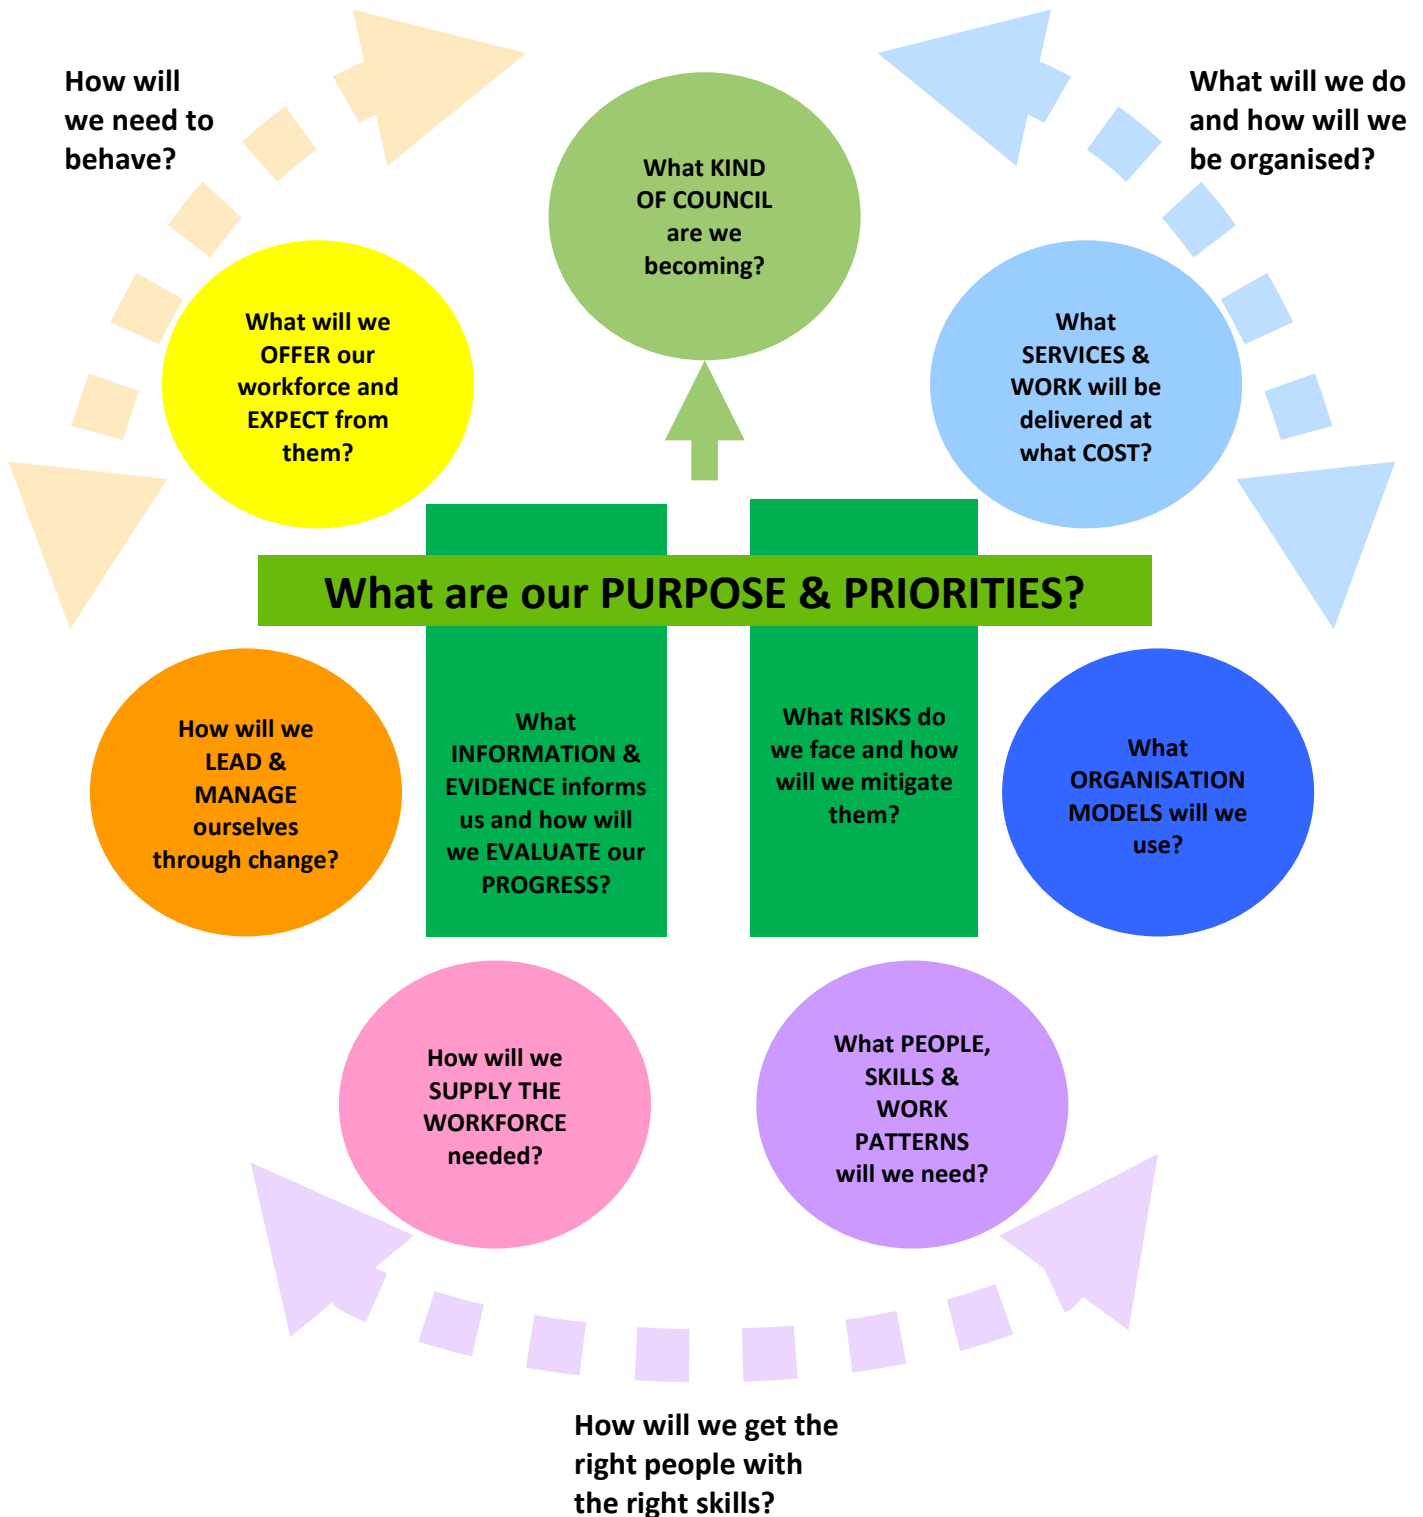 How will
we need to
behave?
What will we do
and how will we
be organised?
What KIND
OF COUNCIL
are we
becoming?
What will we
OFFER our
workforce and
EXPECT from
them?
What
SERVICES &
WORK will be
delivered at
what COST?
What are our PURPOSE & PRIORITIES?
How will we
LEAD &
MANAGE
ourselves
through change?
What
INFORMATION &
EVIDENCE informs
us and how will
we EVALUATE our
PROGRESS?
What RISKS do
we face and how
will we mitigate
them?
What
ORGANISATION
MODELS will we
use?
How will we
SUPPLY THE
WORKFORCE
needed?
What PEOPLE,
SKILLS &
WORK
PATTERNS
will we need?
How will we get the
right people with
the right skills?